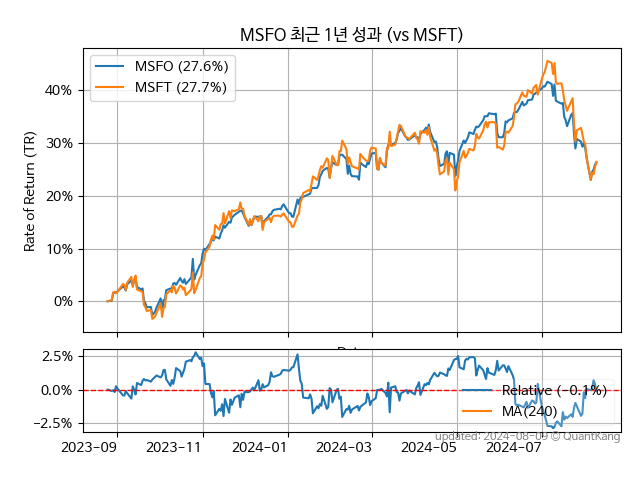 MSFO 최근 1년 성과 (vs MSFT)
MSFO (27.6%)
MSFT (27.7%)
Rate of Return (TR)
40%
30%
20%
10%
0%
2.5%
0.0%
−2.5%
Relative (−0.1%)
MA(240)
2023-09
2023-11
2024-01
2024-03
2024-05
2024-07
updated: 2024-08-09 © QuantKang